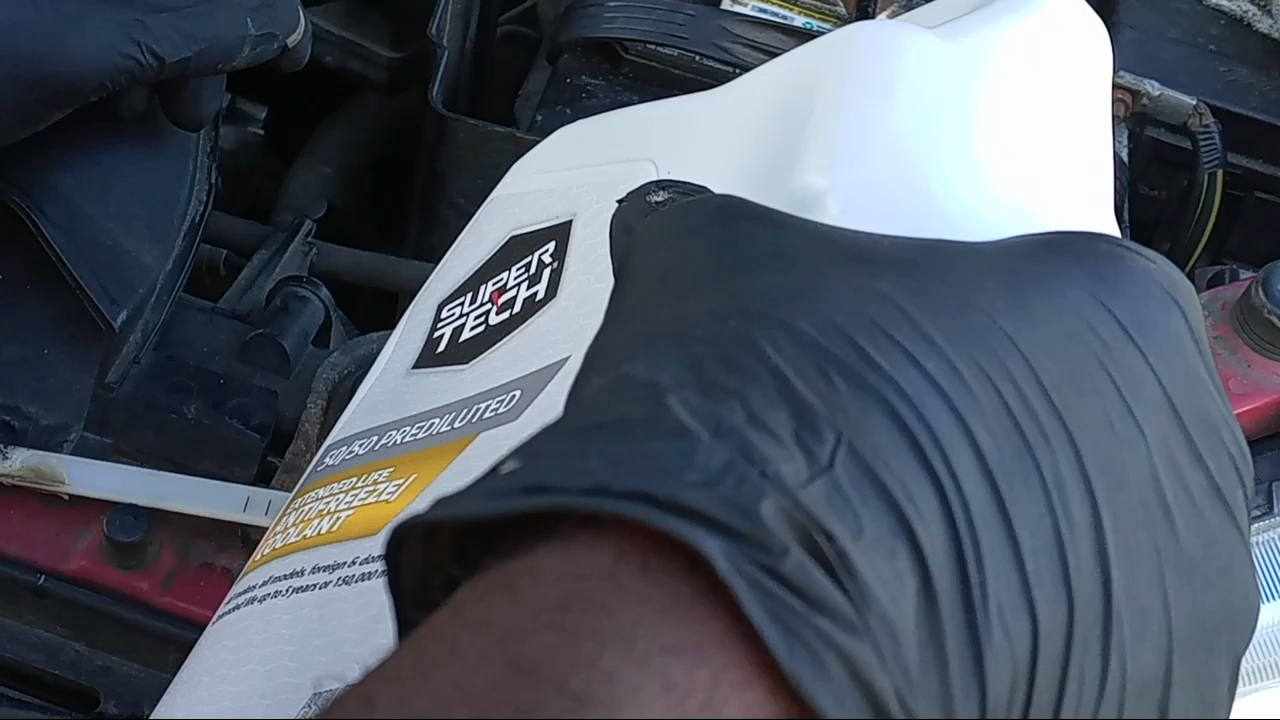 SUPER
TECH
50/50 PREDILUTED
EXTENDED LIFE
ANTIFREEZE/
COOLANT
all models, foreign & dom
life up to 5 years or 150,000 m